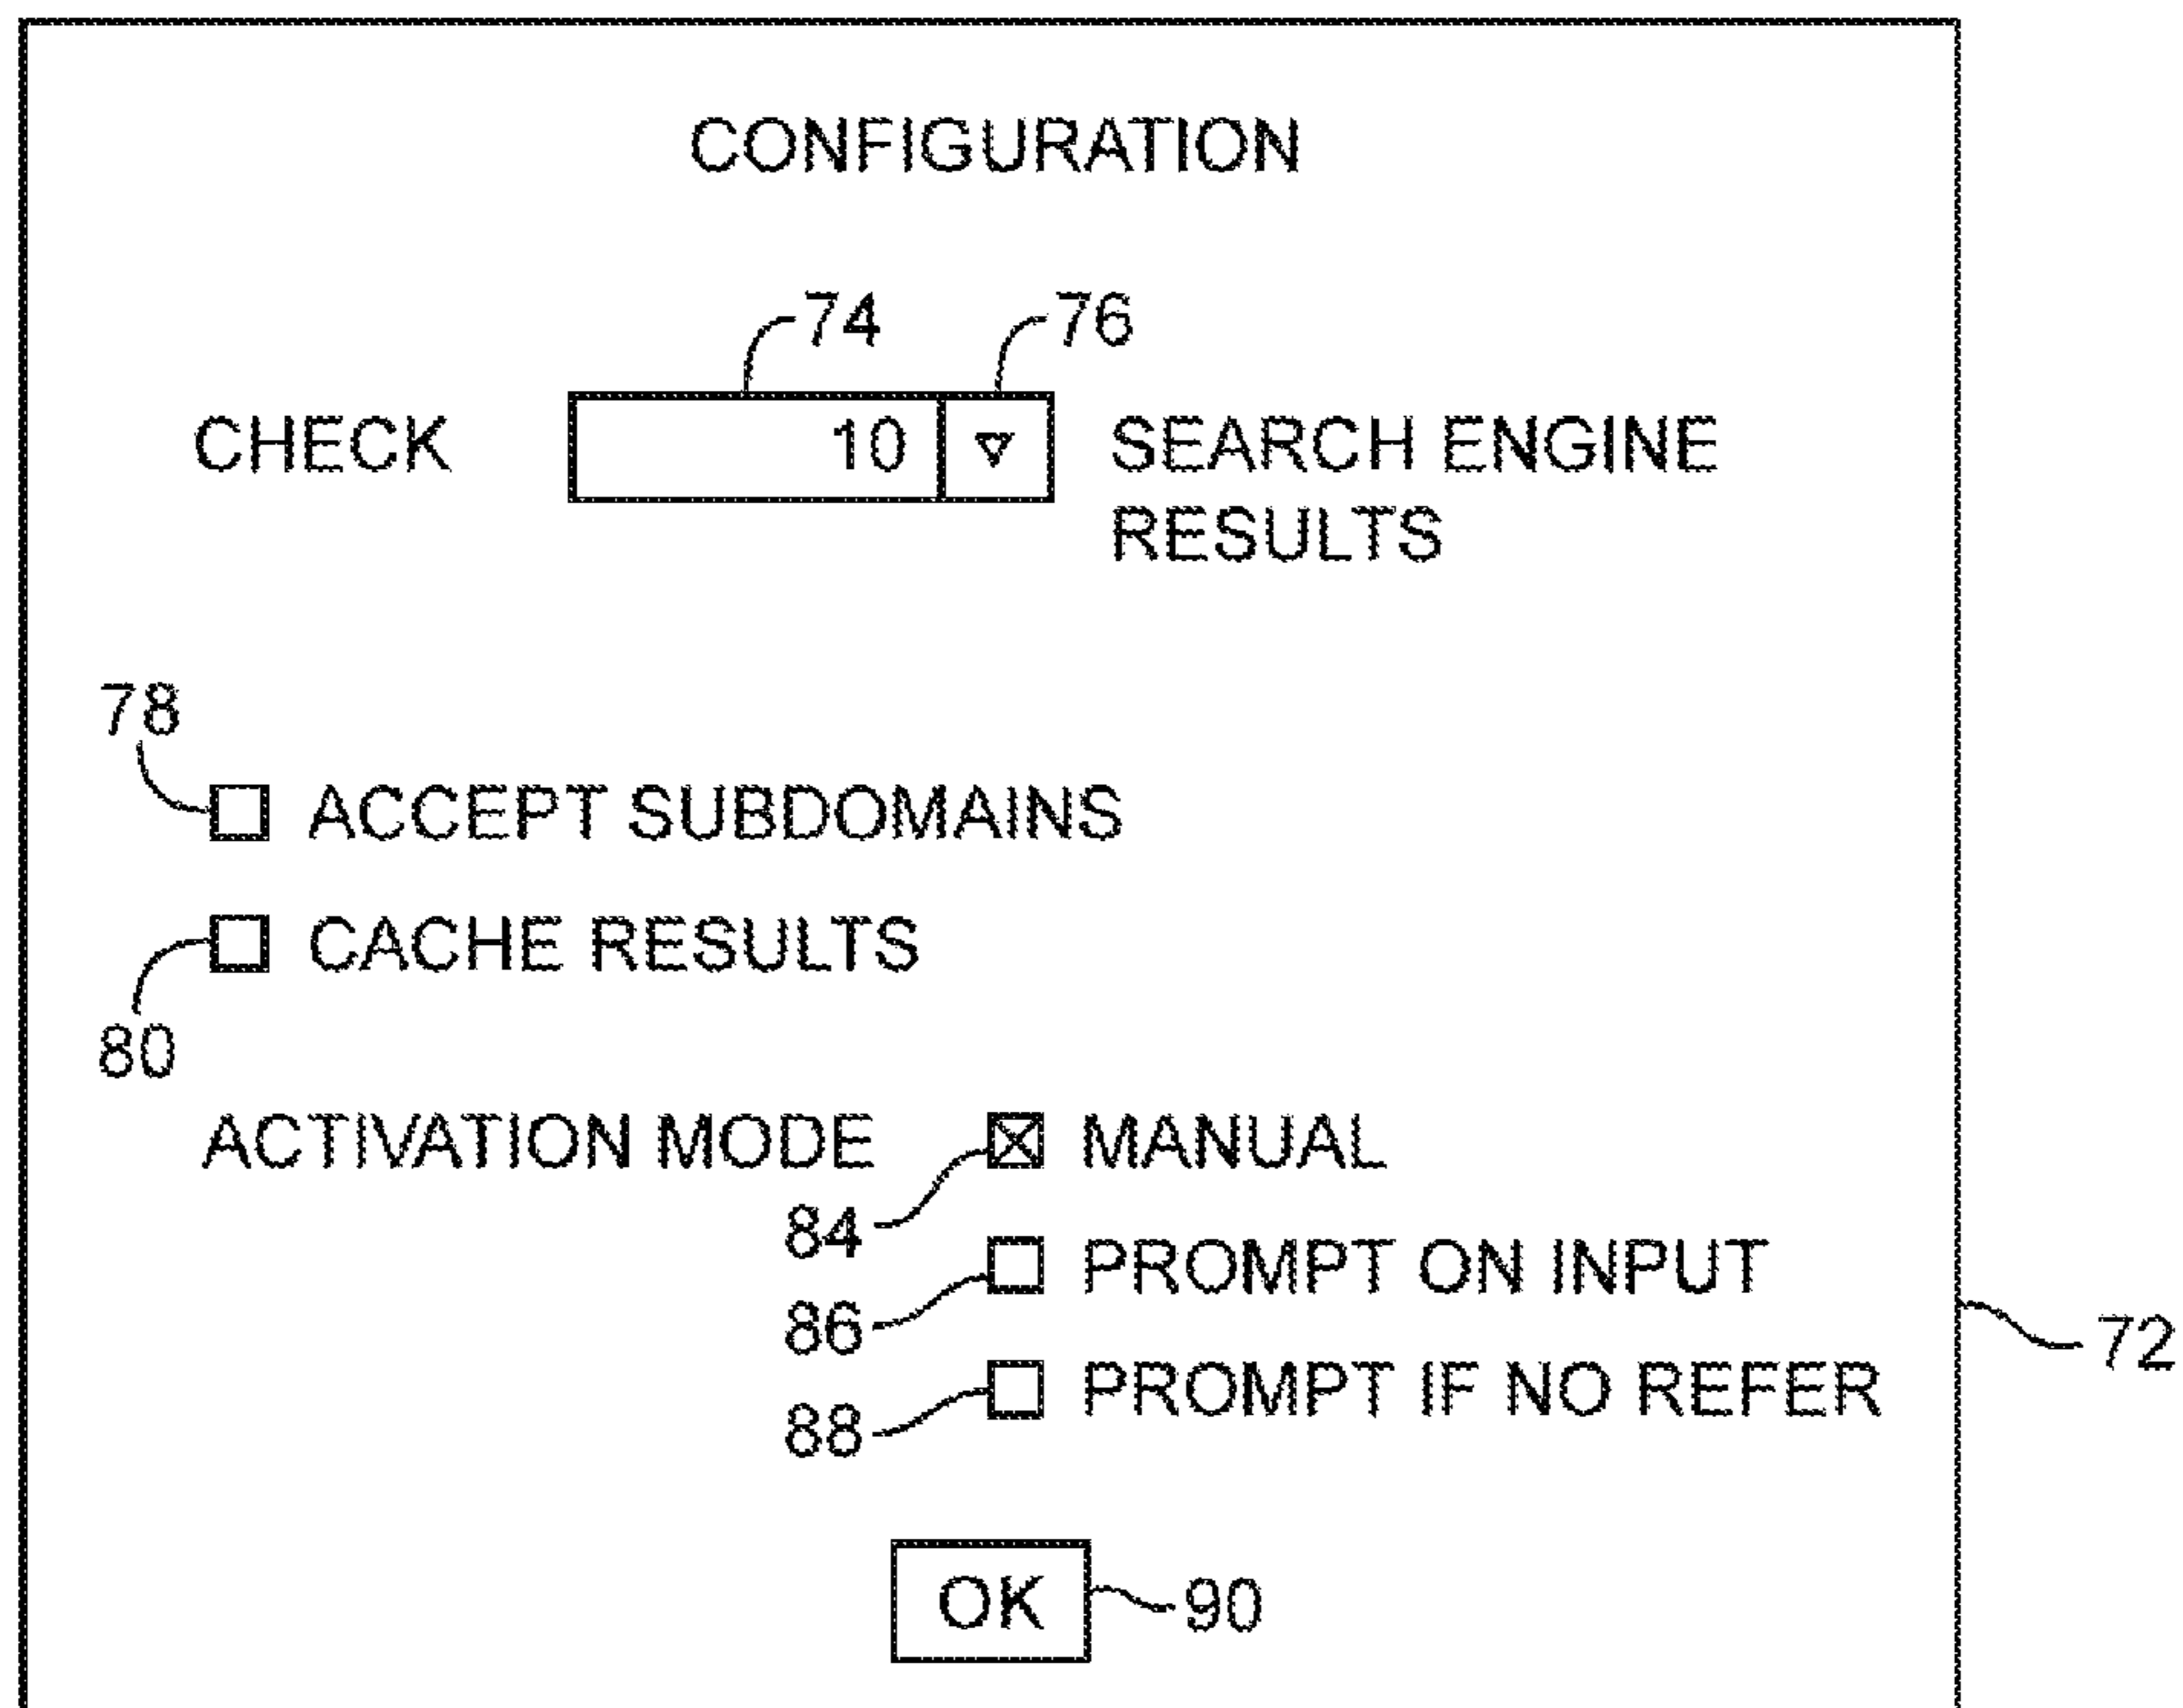 CONFIGURATION
74 76
CHECK 10 SEARCH ENGINE
RESULTS
78
ACCEPT SUBDOMAINS
CACHE RESULTS
80
ACTIVATION MODE MANUAL
84
PROMPT ON INPUT
86
72
PROMPT IF NO REFER
88
OK 90